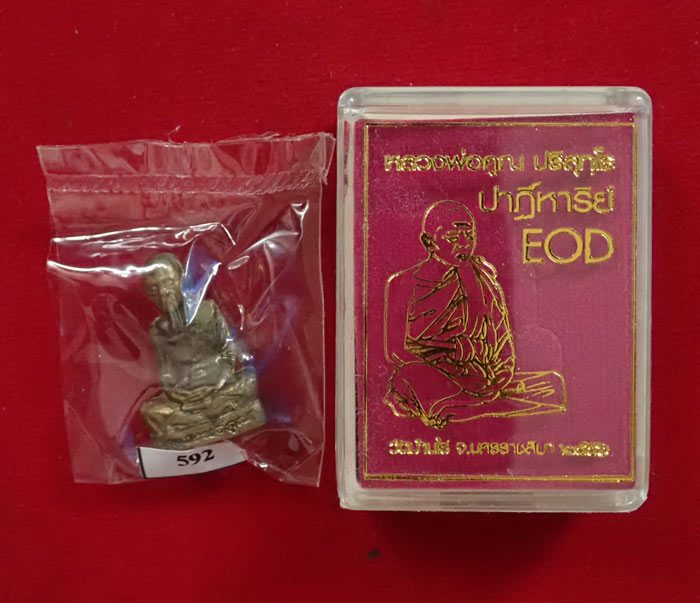 หลวงพ่อคูณ ปริสุทโธ
ปาฏิหาริย์
EOD
วัดบ้านไร่ จ.นครราชสีมา
592